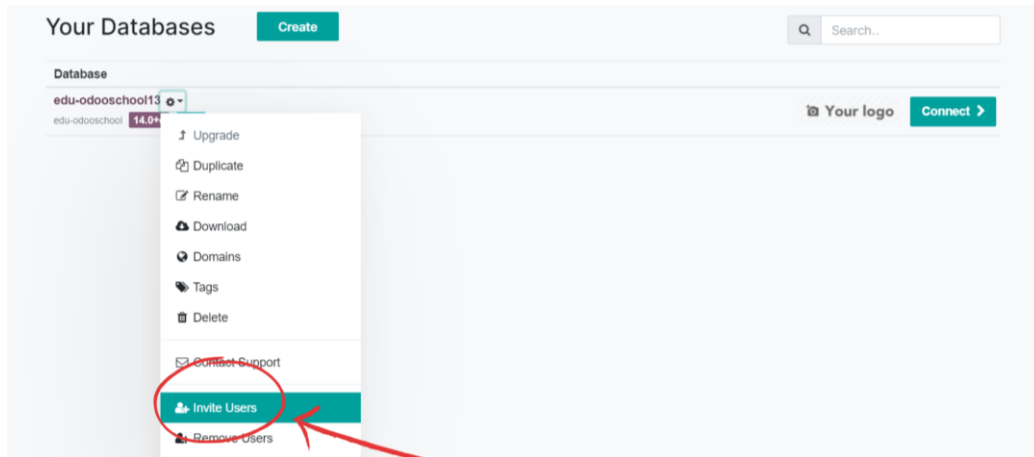 Your Databases Create Search..
Database
edu-odooschool13
edu-odooschool 14.0+
Your logo Connect
Upgrade
Duplicate
Rename
Download
Domains
Tags
Delete
Contact Support
Invite Users
Remove Users